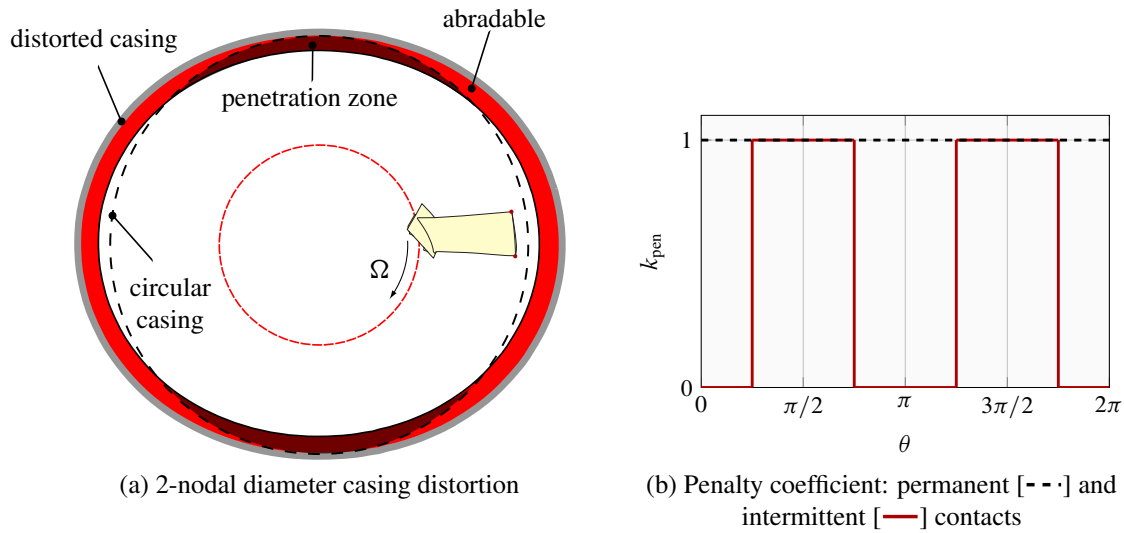 distorted casing
abradable
penetration zone
Ω
circular
casing
(a) 2-nodal diameter casing distortion
1
k_pen
0
0 π/2 π 3π/2 2π
θ
(b) Penalty coefficient: permanent [---] and
intermittent [—] contacts